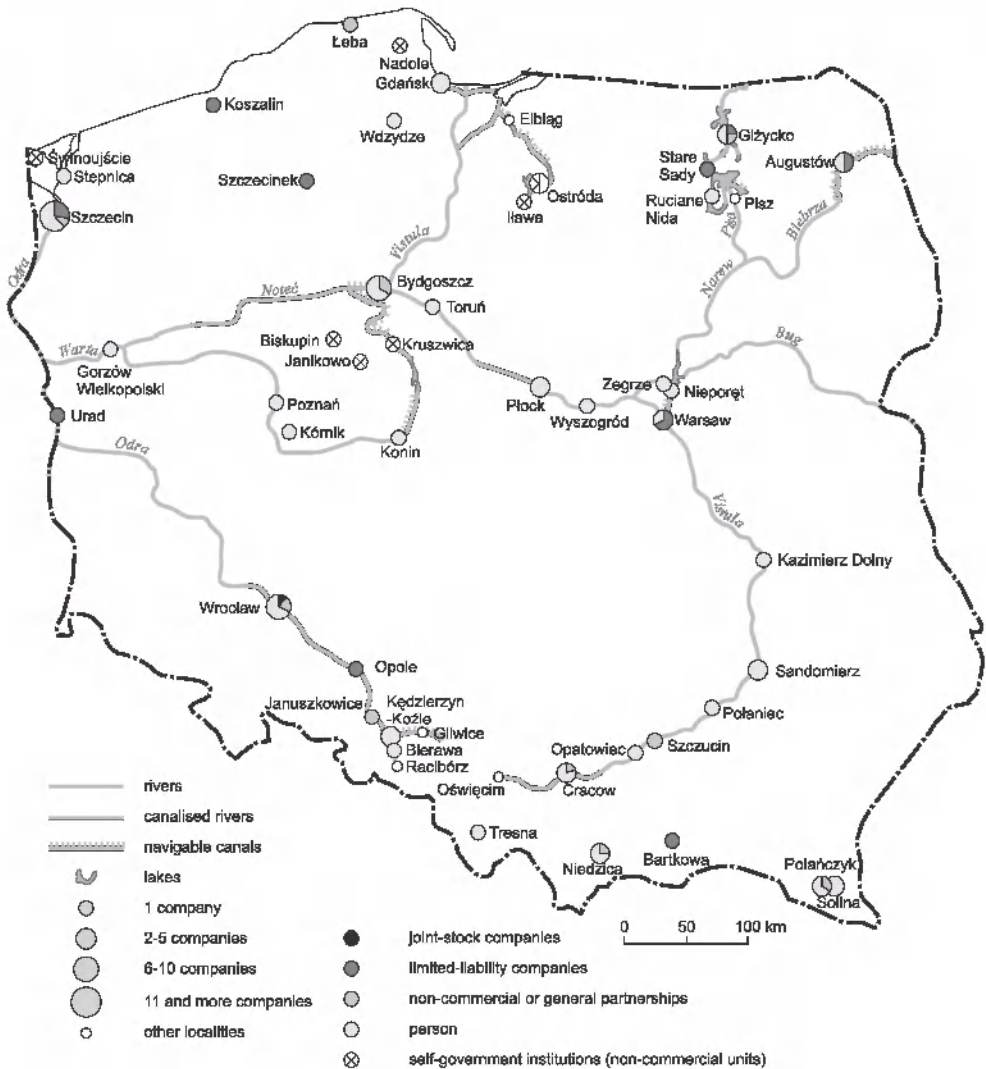 Łeba
Nadole
Gdańsk
Koszalin
Wdzydze
Elbląg
Giżycko
Świnoujście
Stepnica
Szczecinek
Stare
Sady
Augustów
Szczecin
Iława
Ostróda
Ruciane
Nida
Pisz
Pisa
Biebrza
Vistula
Odra
Noteć
Bydgoszcz
Toruń
Narew
Biskupin
Janikowo
Kruszwica
Bug
Warta
Gorzów
Wielkopolski
Zegrze
Nieporęt
Płock
Wyszogród
Warsaw
Urad
Poznań
Kórnik
Konin
Odra
Vistula
Kazimierz Dolny
Wrocław
Opole
Sandomierz
Januszkowice
Kędzierzyn
-Koźle
Gliwice
Połaniec
Bierawa
Racibórz
Opatowiec
Szczucin
Oświęcim
Cracow
Tresna
Niedzica
Bartkowa
Polańczyk
Solina
rivers
canalised rivers
navigable canals
lakes
1 company
2-5 companies
6-10 companies
11 and more companies
other localities
0 50 100 km
joint-stock companies
limited-liability companies
non-commercial or general partnerships
person
self-government institutions (non-commercial units)